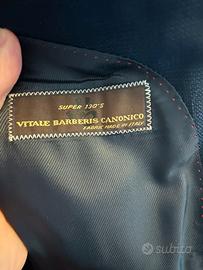 SUPER 130'S
VITALE BARBERIS CANONICO
FABRIC MADE IN ITALY
subito